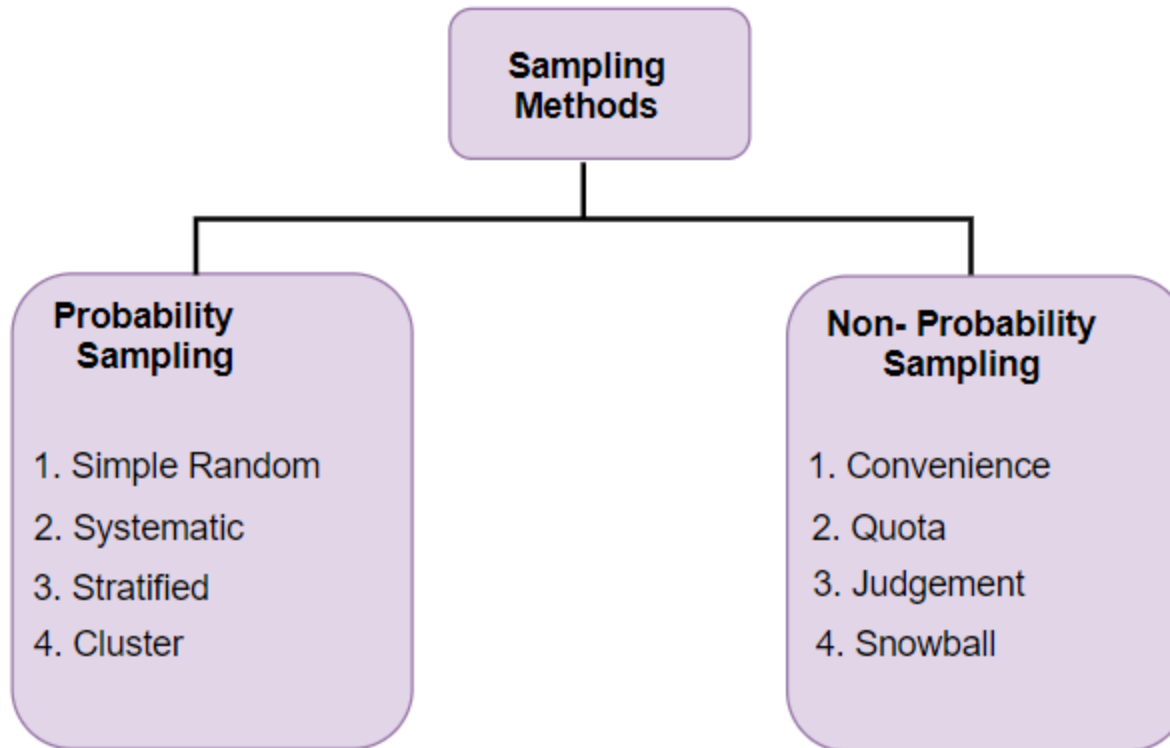 Sampling
Methods
Probability
Sampling
1. Simple Random
2. Systematic
3. Stratified
4. Cluster
Non- Probability
Sampling
1. Convenience
2. Quota
3. Judgement
4. Snowball